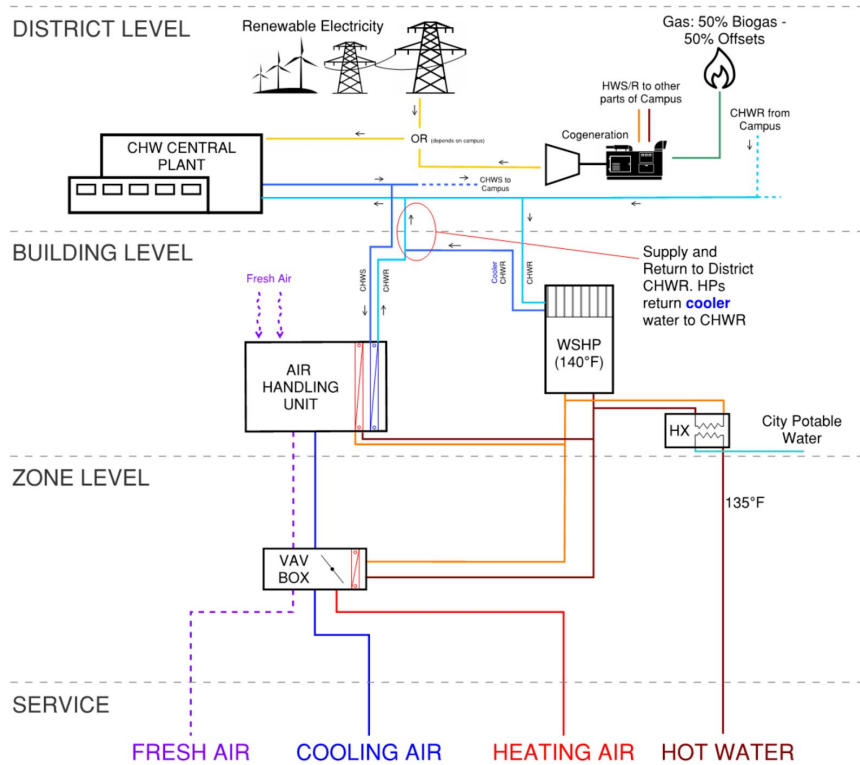 DISTRICT LEVEL
Renewable Electricity
Gas: 50% Biogas -
50% Offsets
HWS/R to other
parts of Campus
CHWR from
Campus
Cogeneration
OR (depends on campus)
CHW CENTRAL
PLANT
CHWS to
Campus
BUILDING LEVEL
Supply and
Return to District
CHWR. HPs
return cooler
water to CHWR
Fresh Air
CHWS
CHWR
Cooler
CHWR
CHWR
AIR
HANDLING
UNIT
WSHP
(140°F)
HX
City Potable
Water
ZONE LEVEL
135°F
VAV
BOX
SERVICE
FRESH AIR
COOLING AIR
HEATING AIR
HOT WATER